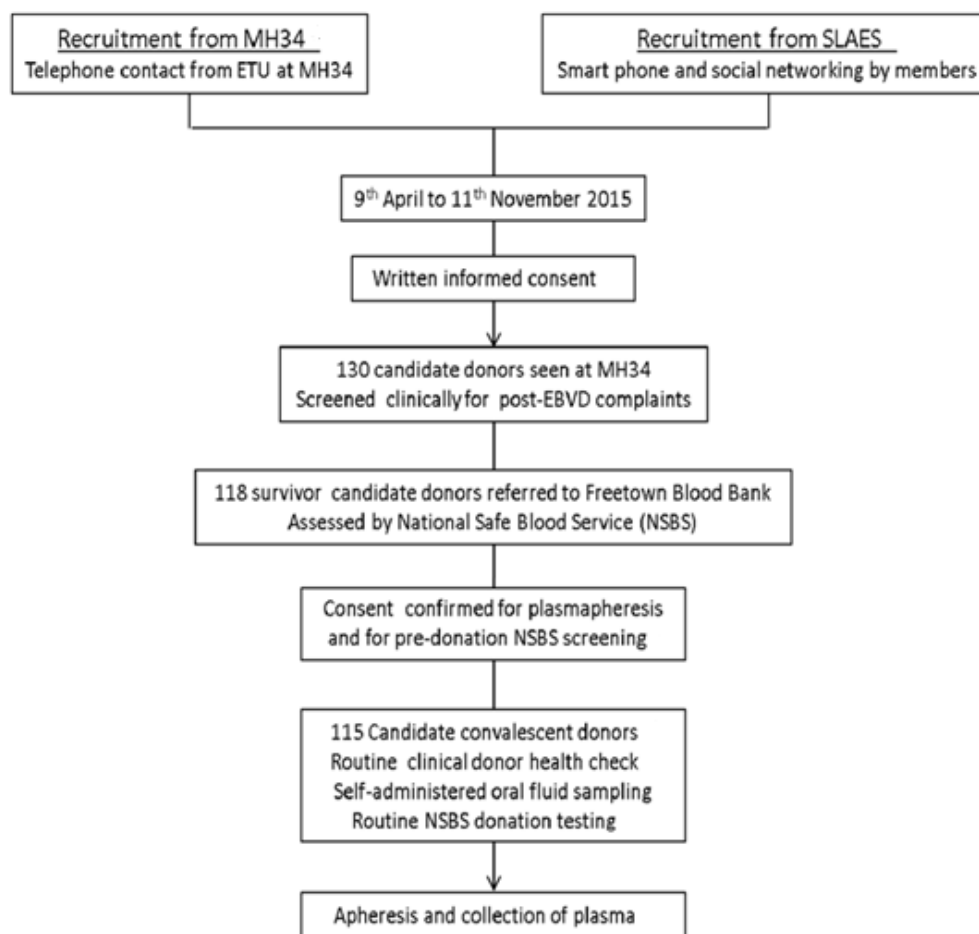 Recruitment from MH34
Telephone contact from ETU at MH34
Recruitment from SLAES
Smart phone and social networking by members
9th April to 11th November 2015
Written informed consent
130 candidate donors seen at MH34
Screened clinically for post-EBVD complaints
118 survivor candidate donors referred to Freetown Blood Bank
Assessed by National Safe Blood Service (NSBS)
Consent confirmed for plasmapheresis
and for pre-donation NSBS screening
115 Candidate convalescent donors
Routine clinical donor health check
Self-administered oral fluid sampling
Routine NSBS donation testing
Apheresis and collection of plasma